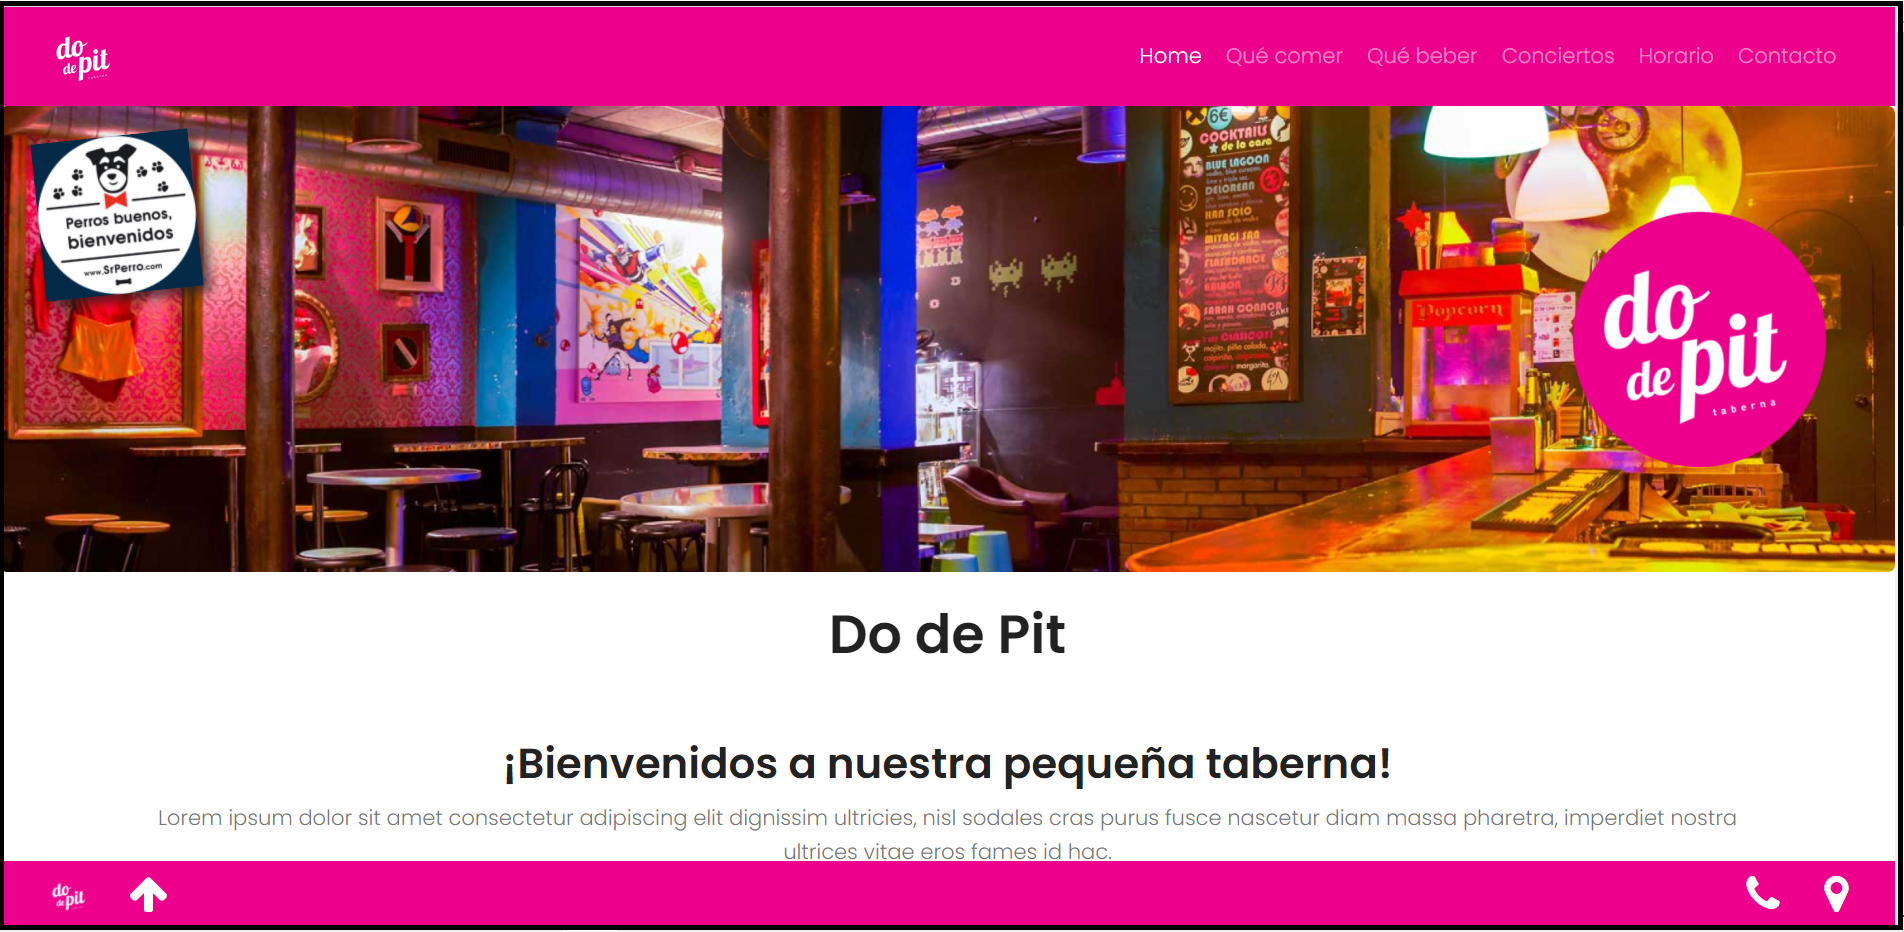 do
de pit
taberna
Home Qué comer Qué beber Conciertos Horario Contacto
Perros buenos,
bienvenidos
www.SrPerro.com
6€
COCKTAILS
de la casa
BLUE LAGOON
DELOREAN
HAN SOLO
MIYAGI SAN
FLASHDANCE
SARAH CONNOR
CLASICOS!
mojito, piña colada,
margarita
Popcorn
do
de pit
taberna
Do de Pit
¡Bienvenidos a nuestra pequeña taberna!
Lorem ipsum dolor sit amet consectetur adipiscing elit dignissim ultricies, nisl sodales cras purus fusce nascetur diam massa pharetra, imperdiet nostra
ultrices vitae eros fames id hac.
do
de pit